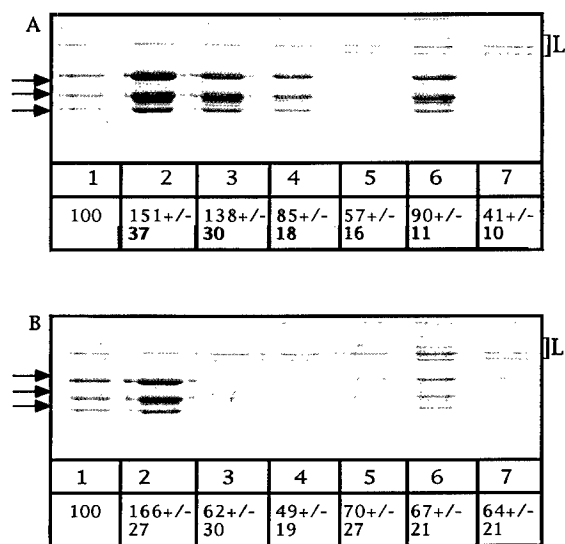 A
]L
1 2 3 4 5 6 7
100 151+/- 138+/- 85+/- 57+/- 90+/- 41+/-
37 30 18 16 11 10
B
]L
1 2 3 4 5 6 7
100 166+/- 62+/- 49+/- 70+/- 67+/- 64+/-
27 30 19 27 21 21